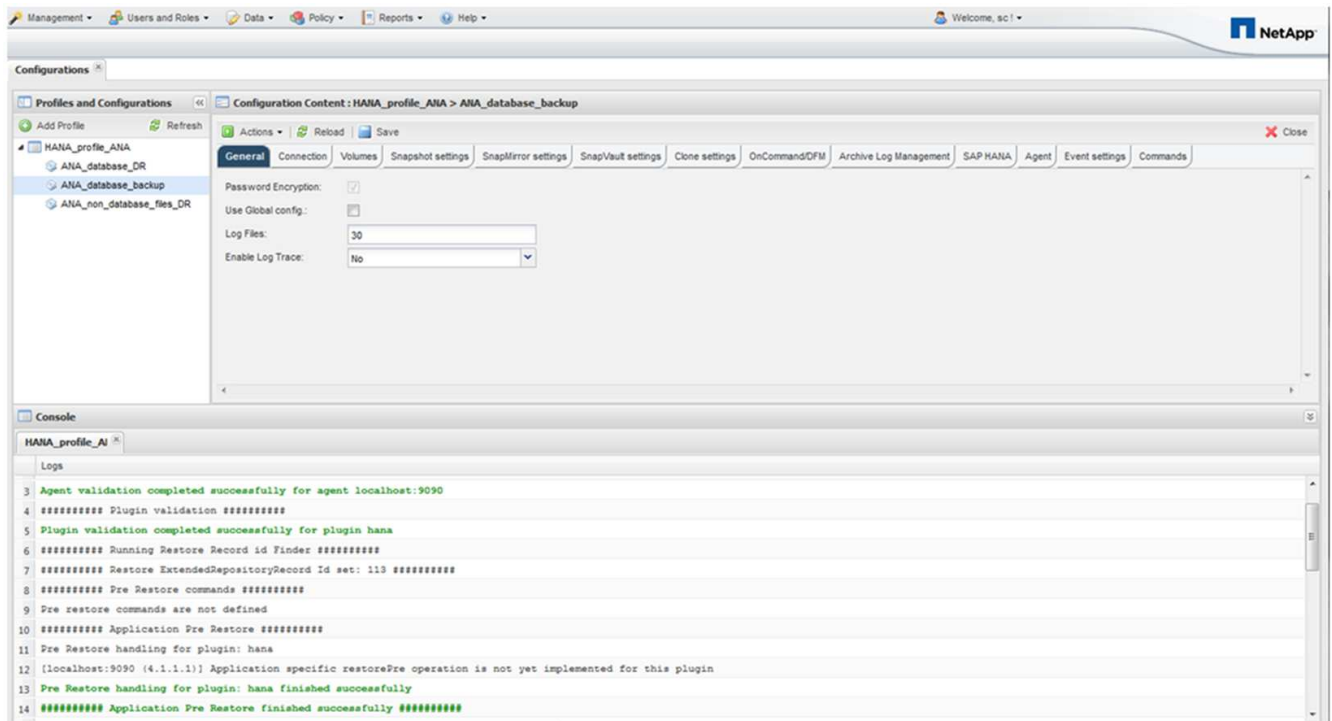 Management Users and Roles Data Policy Reports Help Welcome, sc!
NetApp
Configurations
Profiles and Configurations
Add Profile Refresh
HANA_profile_ANA
ANA_database_DR
ANA_database_backup
ANA_non_database_files_DR
Configuration Content : HANA_profile_ANA > ANA_database_backup
Actions Reload Save Close
General Connection Volumes Snapshot settings SnapMirror settings SnapVault settings Clone settings OnCommand/DFM Archive Log Management SAP HANA Agent Event settings Commands
Password Encryption:
Use Global config.:
Log Files: 30
Enable Log Trace: No
Console
HANA_profile_AI
Logs
3 Agent validation completed successfully for agent localhost:9090
4 ########## Plugin validation ##########
5 Plugin validation completed successfully for plugin hana
6 ########## Running Restore Record id Finder ##########
7 ########## Restore ExtendedRepositoryRecord Id set: 113 ##########
8 ########## Pre Restore commands ##########
9 Pre restore commands are not defined
10 ########## Application Pre Restore ##########
11 Pre Restore handling for plugin: hana
12 [localhost:9090 (4.1.1.1)] Application specific restorePre operation is not yet implemented for this plugin
13 Pre Restore handling for plugin: hana finished successfully
14 ########## Application Pre Restore finished successfully ##########